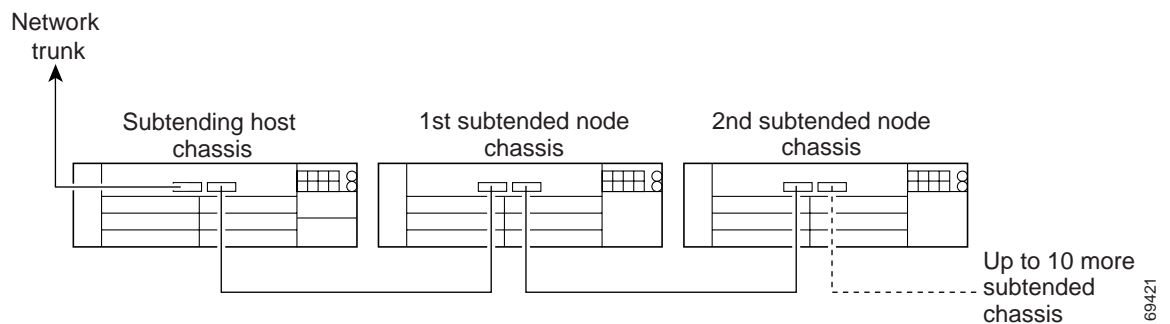 Network
trunk
Subtending host
chassis
1st subtended node
chassis
2nd subtended node
chassis
Up to 10 more
subtended
chassis
69421